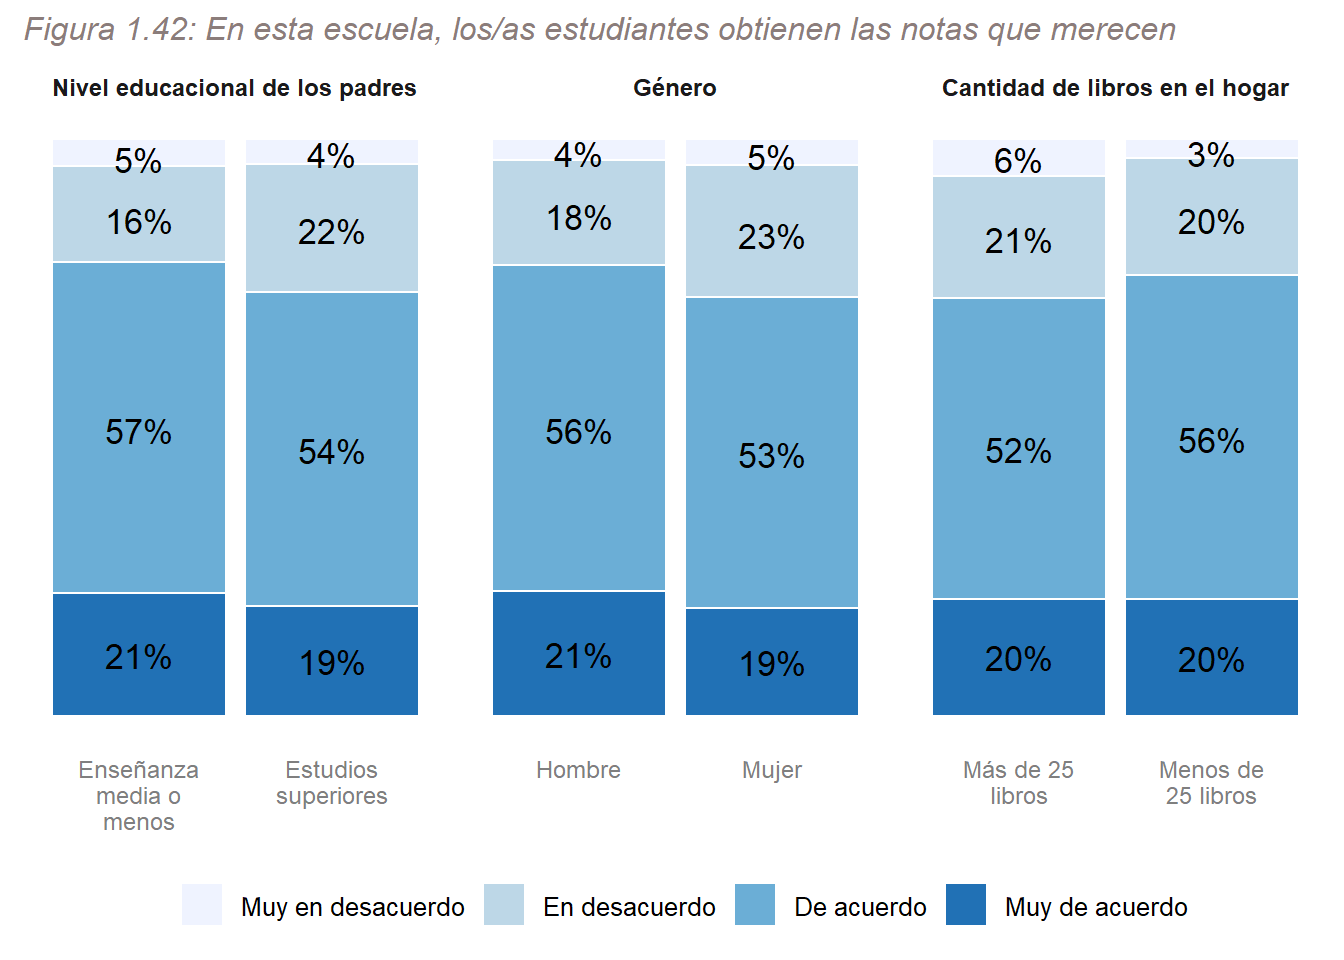 Figura 1.42: En esta escuela, los/as estudiantes obtienen las notas que merecen
Nivel educacional de los padres
5%
4%
16%
22%
57%
54%
21%
19%
Enseñanza
media o
menos
Estudios
superiores
Género
4%
5%
18%
23%
56%
53%
21%
19%
Hombre
Mujer
Cantidad de libros en el hogar
6%
3%
21%
20%
52%
56%
20%
20%
Más de 25
libros
Menos de
25 libros
Muy en desacuerdo
En desacuerdo
De acuerdo
Muy de acuerdo